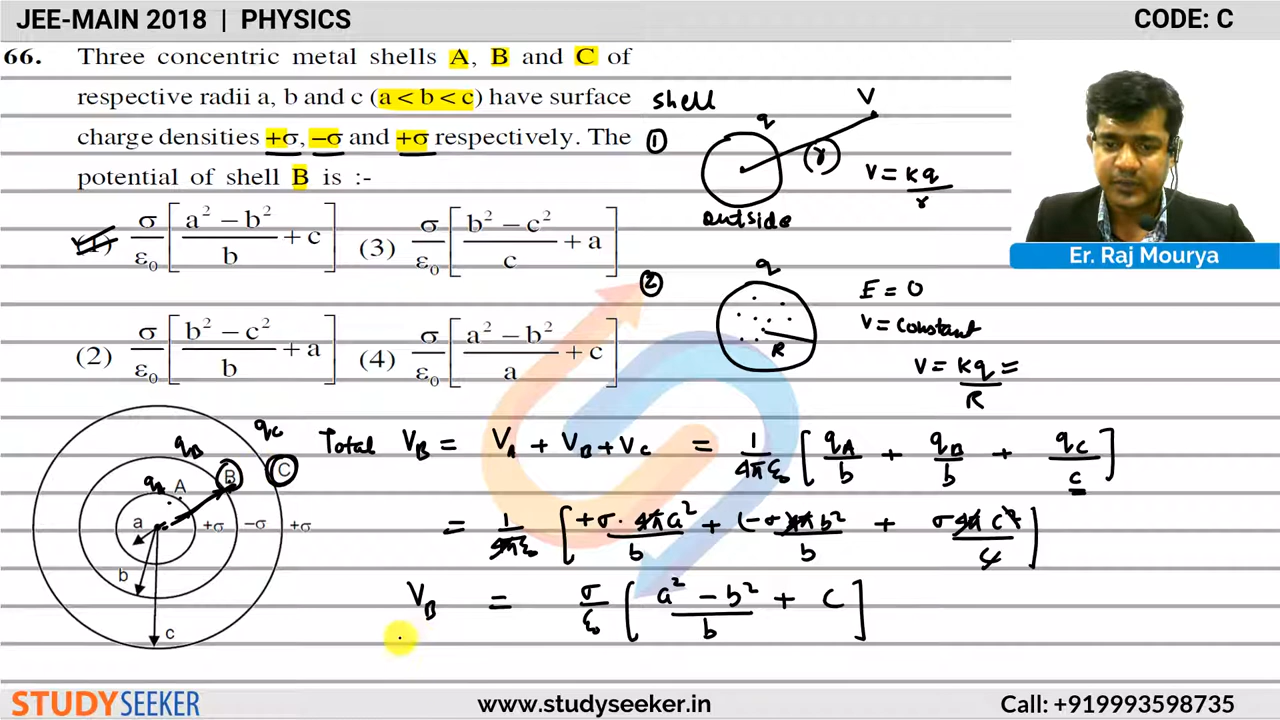 JEE-MAIN 2018 | PHYSICS
CODE: C
66. Three concentric metal shells A, B and C of
respective radii a, b and c (a < b < c) have surface
charge densities +σ, −σ and +σ respectively. The
potential of shell B is :-
(1) σ/ε₀ [ (a² − b²)/b + c ] (3) σ/ε₀ [ (b² − c²)/c + a ]
(2) σ/ε₀ [ (b² − c²)/b + a ] (4) σ/ε₀ [ (a² − b²)/a + c ]
shell
① q r V
V = kq/r
outside
② q R
E = 0
V = constant
V = kq/R =
Er. Raj Mourya
qA qB qC
A B C
a +σ −σ +σ
b
c
Total V_B = V_A + V_B + V_C = 1/4πε₀ [ q_A/b + q_B/b + q_C/c ]
= 1/4πε₀ [ +σ·4πa²/b + (−σ)4πb²/b + σ4πc²/c ]
V_B = σ/ε₀ [ (a² − b²)/b + C ]
STUDYSEEKER
www.studyseeker.in
Call: +919993598735